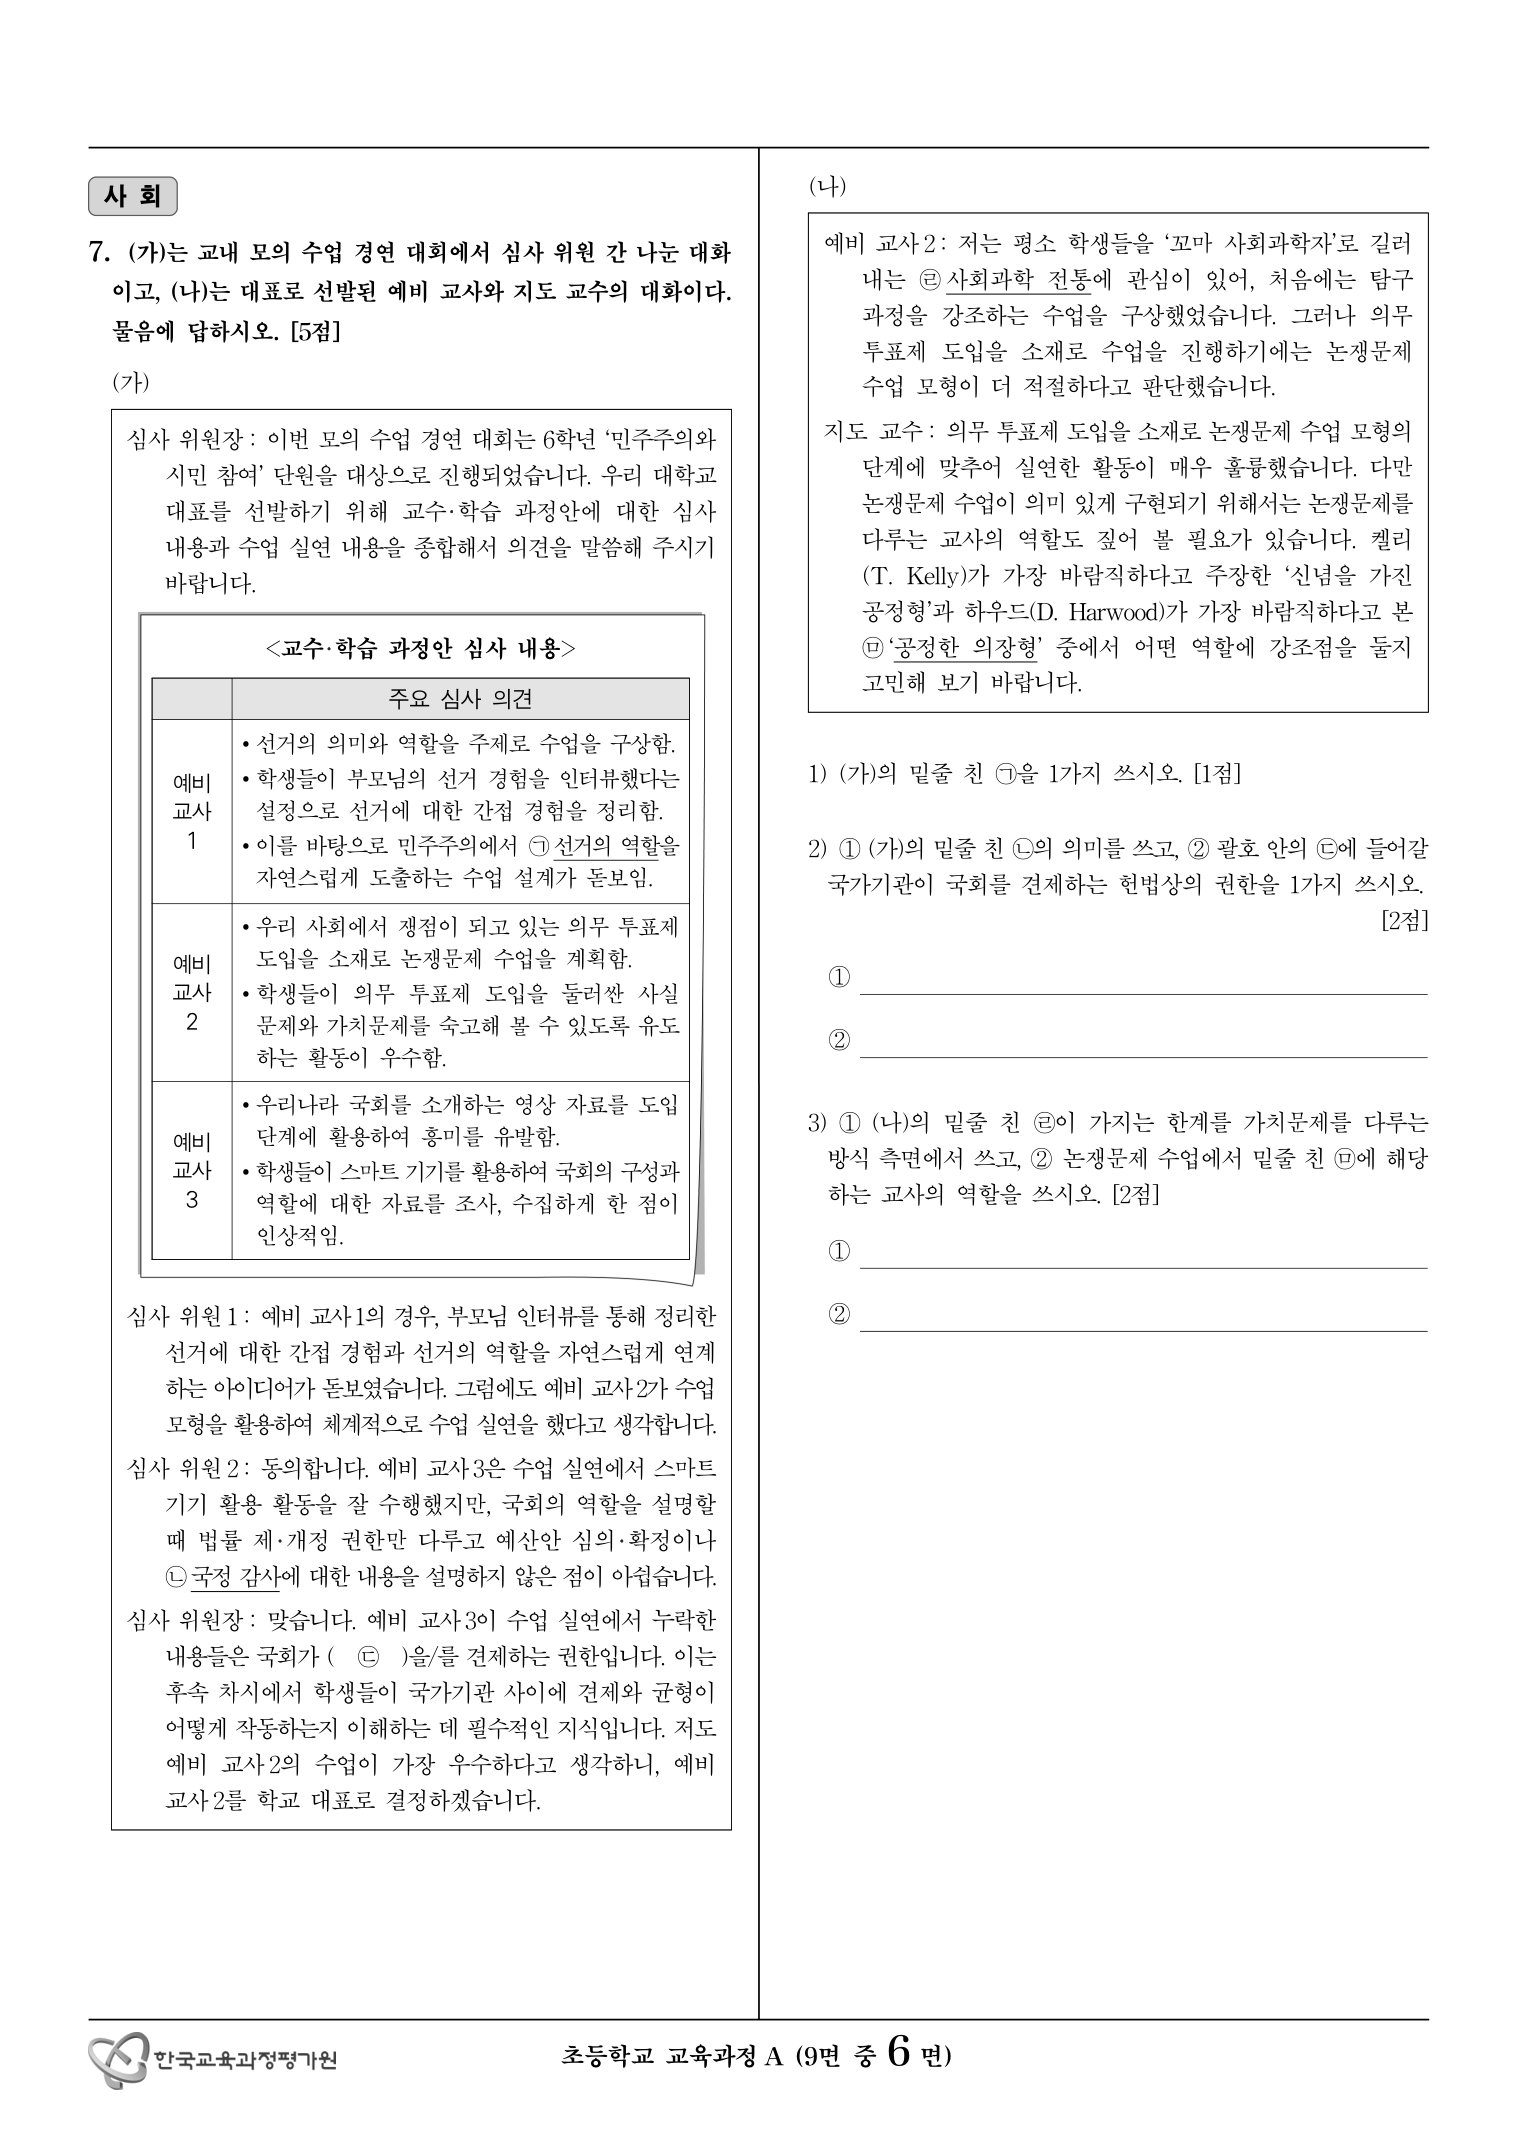 사 회
7. (가)는 교내 모의 수업 경연 대회에서 심사 위원 간 나눈 대화
이고, (나)는 대표로 선발된 예비 교사와 지도 교수의 대화이다.
물음에 답하시오. [5점]
(가)
심사 위원장 : 이번 모의 수업 경연 대회는 6학년 ‘민주주의와
시민 참여’ 단원을 대상으로 진행되었습니다. 우리 대학교
대표를 선발하기 위해 교수·학습 과정안에 대한 심사
내용과 수업 실연 내용을 종합해서 의견을 말씀해 주시기
바랍니다.
<교수·학습 과정안 심사 내용>
주요 심사 의견
예비
교사
1
• 선거의 의미와 역할을 주제로 수업을 구상함.
• 학생들이 부모님의 선거 경험을 인터뷰했다는
설정으로 선거에 대한 간접 경험을 정리함.
• 이를 바탕으로 민주주의에서 ㉠ 선거의 역할을
자연스럽게 도출하는 수업 설계가 돋보임.
예비
교사
2
• 우리 사회에서 쟁점이 되고 있는 의무 투표제
도입을 소재로 논쟁문제 수업을 계획함.
• 학생들이 의무 투표제 도입을 둘러싼 사실
문제와 가치문제를 숙고해 볼 수 있도록 유도
하는 활동이 우수함.
예비
교사
3
• 우리나라 국회를 소개하는 영상 자료를 도입
단계에 활용하여 흥미를 유발함.
• 학생들이 스마트 기기를 활용하여 국회의 구성과
역할에 대한 자료를 조사, 수집하게 한 점이
인상적임.
심사 위원 1 : 예비 교사 1의 경우, 부모님 인터뷰를 통해 정리한
선거에 대한 간접 경험과 선거의 역할을 자연스럽게 연계
하는 아이디어가 돋보였습니다. 그럼에도 예비 교사 2가 수업
모형을 활용하여 체계적으로 수업 실연을 했다고 생각합니다.
심사 위원 2 : 동의합니다. 예비 교사 3은 수업 실연에서 스마트
기기 활용 활동을 잘 수행했지만, 국회의 역할을 설명할
때 법률 제·개정 권한만 다루고 예산안 심의·확정이나
㉡ 국정 감사에 대한 내용을 설명하지 않은 점이 아쉽습니다.
심사 위원장 : 맞습니다. 예비 교사 3이 수업 실연에서 누락한
내용들은 국회가 ( ㉢ )을/를 견제하는 권한입니다. 이는
후속 차시에서 학생들이 국가기관 사이에 견제와 균형이
어떻게 작동하는지 이해하는 데 필수적인 지식입니다. 저도
예비 교사 2의 수업이 가장 우수하다고 생각하니, 예비
교사 2를 학교 대표로 결정하겠습니다.
(나)
예비 교사 2 : 저는 평소 학생들을 ‘꼬마 사회과학자’로 길러
내는 ㉣ 사회과학 전통에 관심이 있어, 처음에는 탐구
과정을 강조하는 수업을 구상했었습니다. 그러나 의무
투표제 도입을 소재로 수업을 진행하기에는 논쟁문제
수업 모형이 더 적절하다고 판단했습니다.
지도 교수 : 의무 투표제 도입을 소재로 논쟁문제 수업 모형의
단계에 맞추어 실연한 활동이 매우 훌륭했습니다. 다만
논쟁문제 수업이 의미 있게 구현되기 위해서는 논쟁문제를
다루는 교사의 역할도 짚어 볼 필요가 있습니다. 켈리
(T. Kelly)가 가장 바람직하다고 주장한 ‘신념을 가진
공정형’과 하우드(D. Harwood)가 가장 바람직하다고 본
㉤ ‘공정한 의장형’ 중에서 어떤 역할에 강조점을 둘지
고민해 보기 바랍니다.
1) (가)의 밑줄 친 ㉠을 1가지 쓰시오. [1점]
2) ① (가)의 밑줄 친 ㉡의 의미를 쓰고, ② 괄호 안의 ㉢에 들어갈
국가기관이 국회를 견제하는 헌법상의 권한을 1가지 쓰시오.
[2점]
①
②
3) ① (나)의 밑줄 친 ㉣이 가지는 한계를 가치문제를 다루는
방식 측면에서 쓰고, ② 논쟁문제 수업에서 밑줄 친 ㉤에 해당
하는 교사의 역할을 쓰시오. [2점]
①
②
한국교육과정평가원
초등학교 교육과정 A (9면 중 6 면)